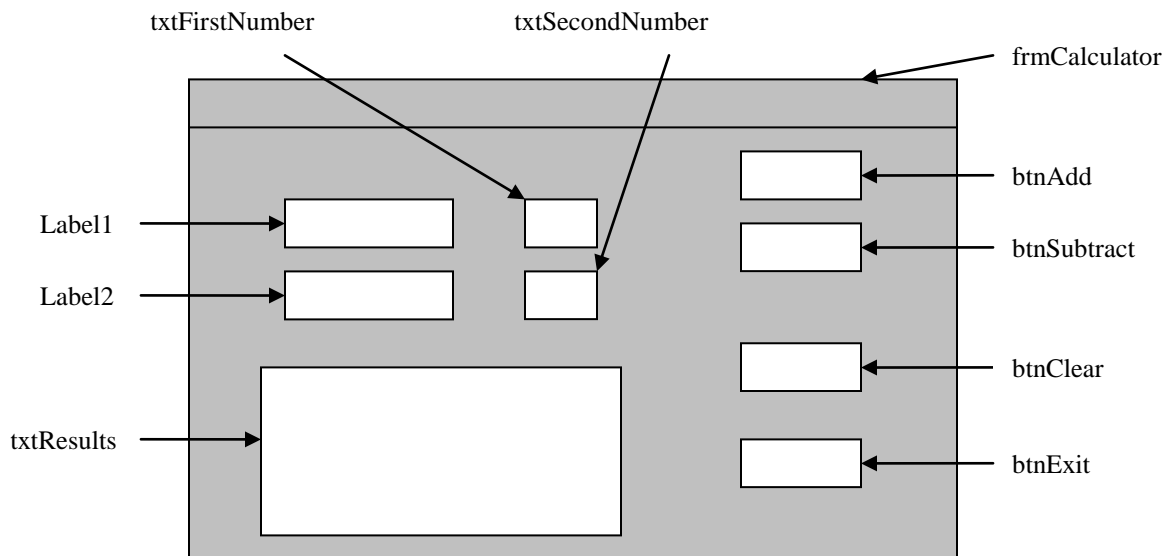 txtFirstNumber
txtSecondNumber
frmCalculator
btnAdd
Label1
btnSubtract
Label2
btnClear
txtResults
btnExit